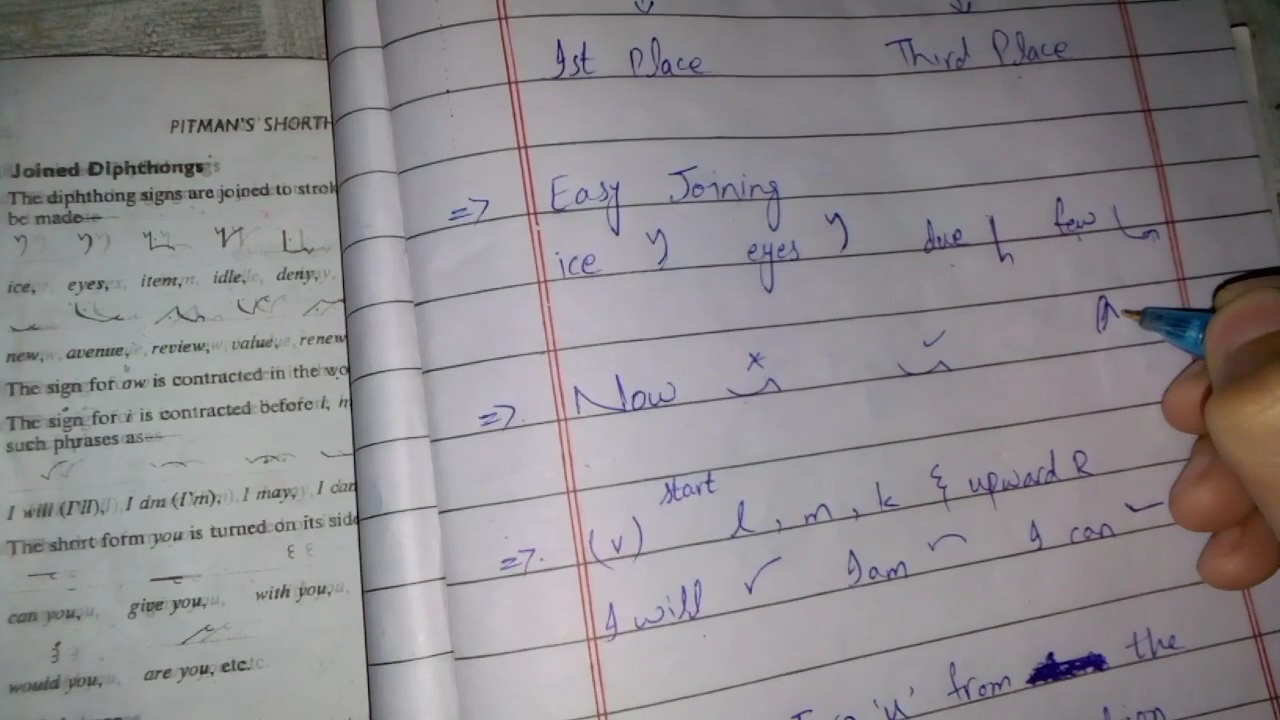 PITMAN'S SHORTH
Joined Diphthongs
The diphthong signs are joined to strok
be made
ice, eyes, item, idle, deny,
new, avenue, review, value, renew
The sign for aw is contracted in the wo
The sign for i is contracted before l,
such phrases as
I will (I'll), I am (I'm), I may, I can
The short form you is turned on its side
can you, give you, with you,
would you, are you, etc.
1st Place Third Place
=> Easy Joining
ice eyes due few
=> Now × ✓
=> (v) start l, m, k & upward R
I will I am I can
'u' from the